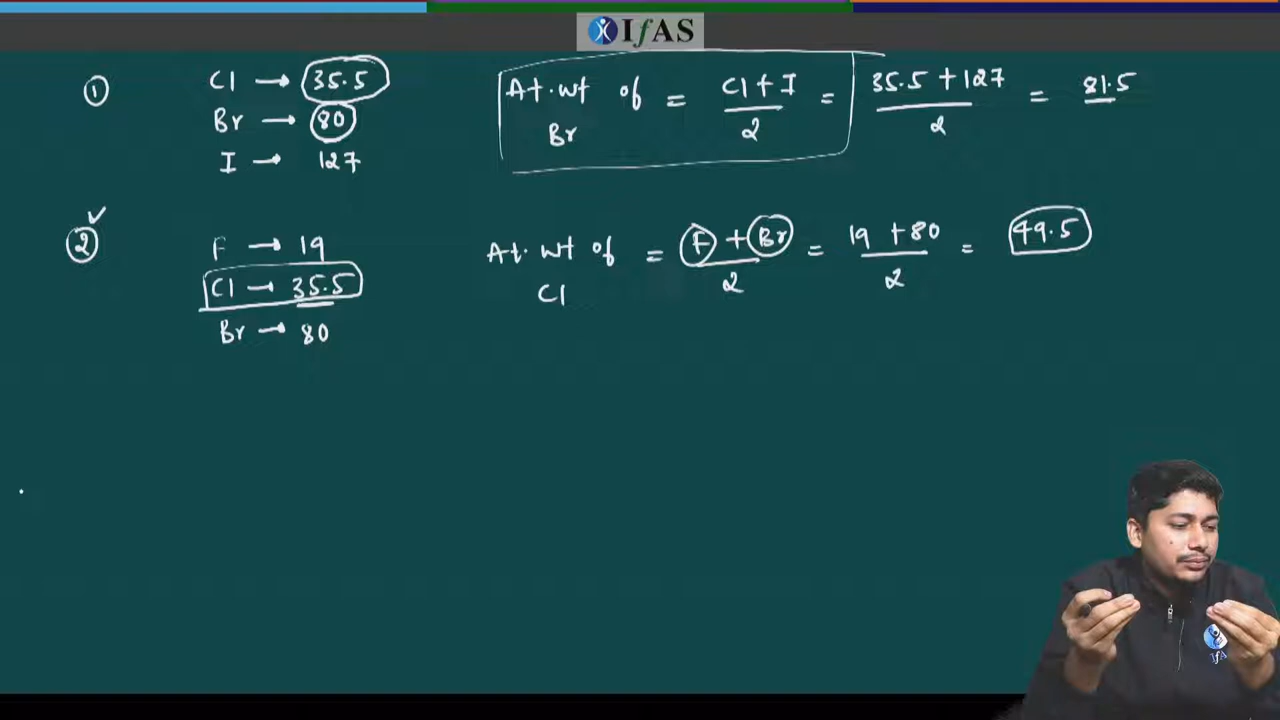 IfAS
① Cl → 35.5 At. wt of = Cl + I / 2 = 35.5 + 127 / 2 = 81.5
Br → 80 Br
I → 127
② F → 19 At. wt of = F + Br / 2 = 19 + 80 / 2 = 49.5
Cl → 35.5 Cl
Br → 80
IfA